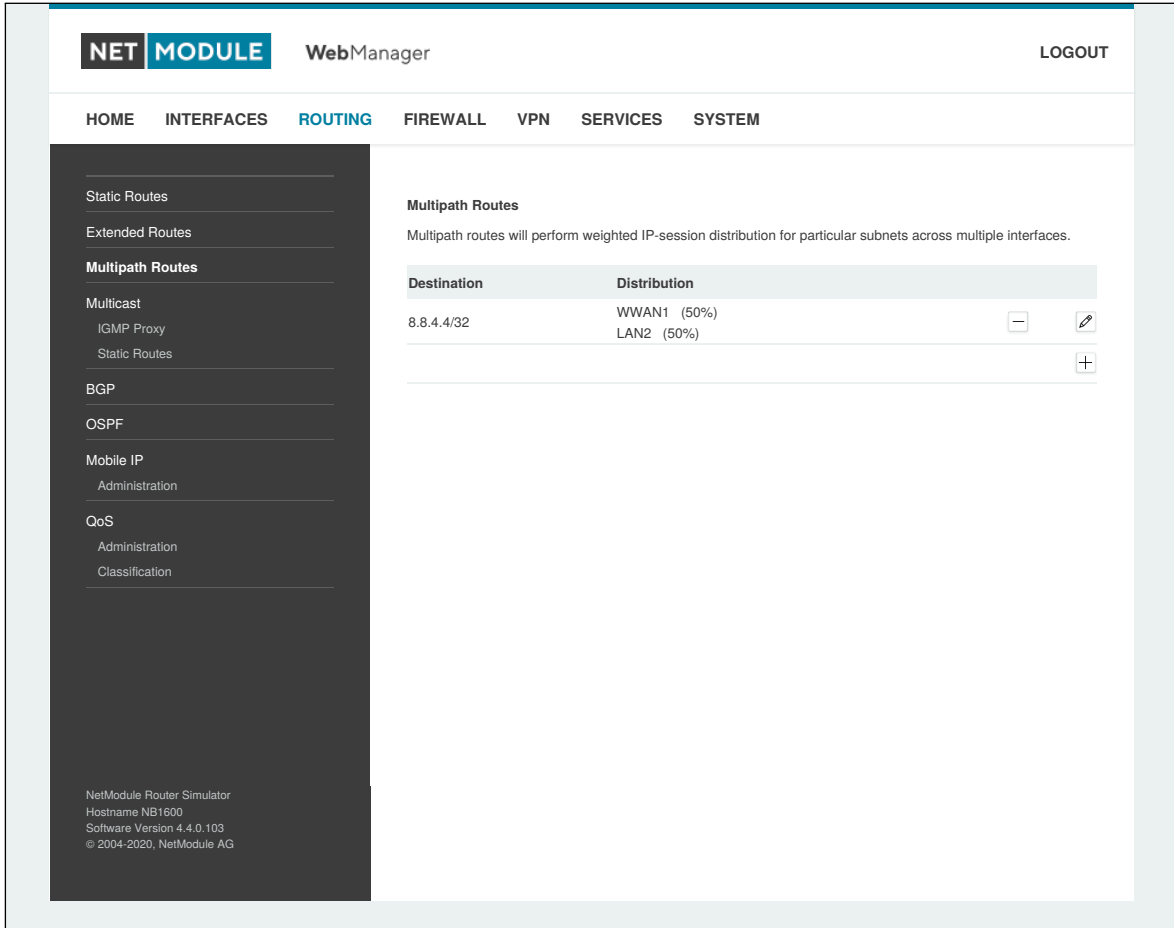 NET MODULE WebManager LOGOUT
HOME INTERFACES ROUTING FIREWALL VPN SERVICES SYSTEM
Static Routes
Extended Routes
Multipath Routes
Multicast
IGMP Proxy
Static Routes
BGP
OSPF
Mobile IP
Administration
QoS
Administration
Classification
NetModule Router Simulator
Hostname NB1600
Software Version 4.4.0.103
© 2004-2020, NetModule AG
Multipath Routes
Multipath routes will perform weighted IP-session distribution for particular subnets across multiple interfaces.
Destination Distribution
8.8.4.4/32 WWAN1 (50%)
LAN2 (50%)